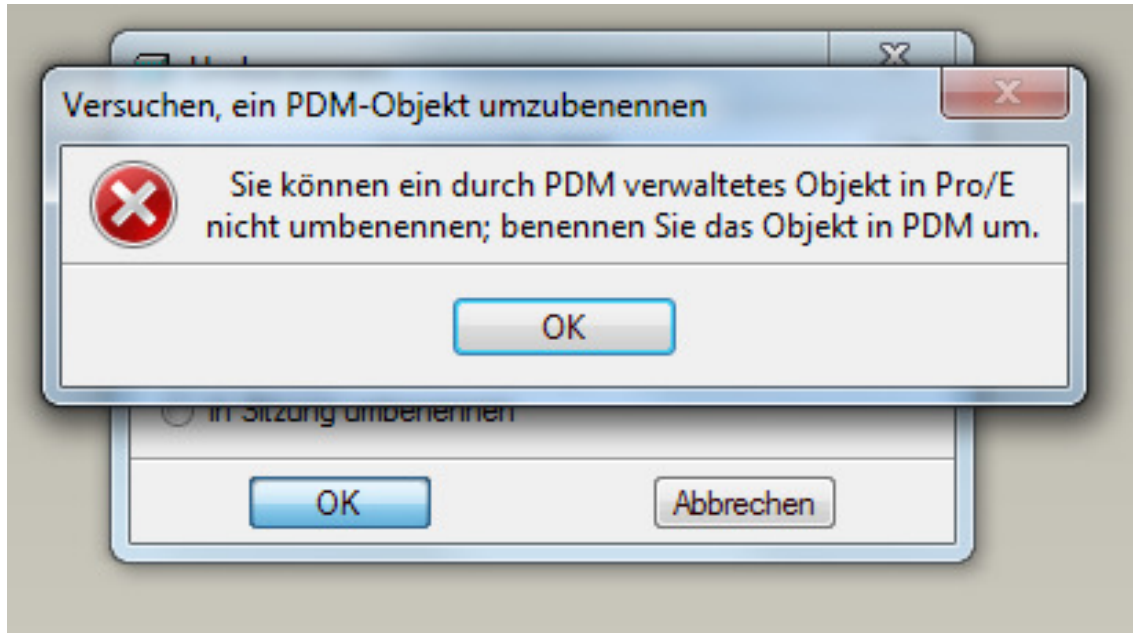 Versuchen, ein PDM-Objekt umzubenennen
Sie können ein durch PDM verwaltetes Objekt in Pro/E
nicht umbenennen; benennen Sie das Objekt in PDM um.
OK
In Sitzung umbenennen
OK
Abbrechen